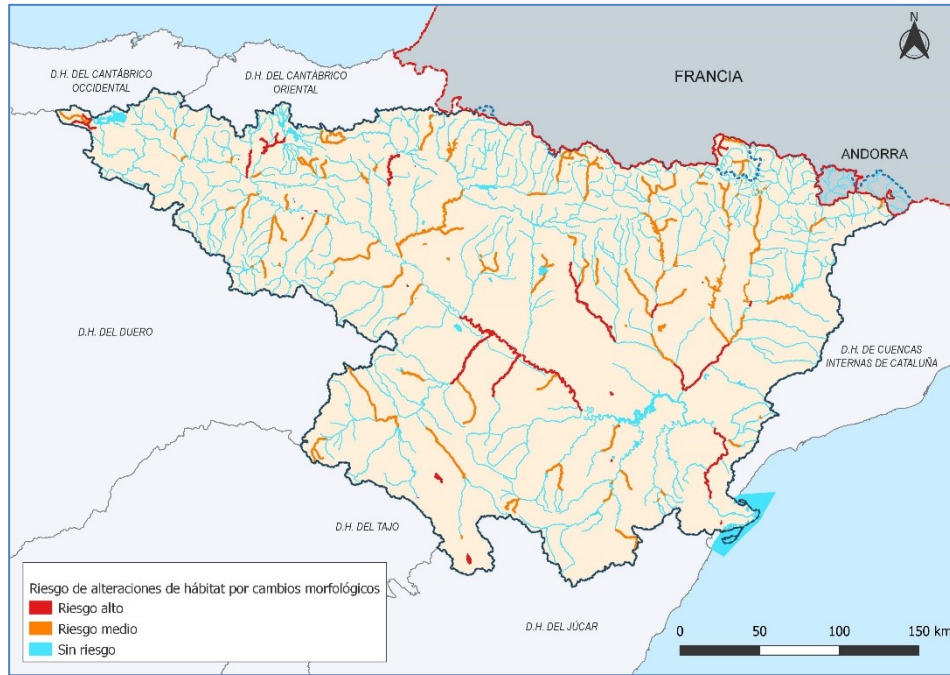 N
D.H. DEL CANTÁBRICO
OCCIDENTAL
D.H. DEL CANTÁBRICO
ORIENTAL
FRANCIA
ANDORRA
D.H. DEL DUERO
D.H. DE CUENCAS
INTERNAS DE CATALUÑA
D.H. DEL TAJO
D.H. DEL JÚCAR
Riesgo de alteraciones de hábitat por cambios morfológicos
Riesgo alto
Riesgo medio
Sin riesgo
0 50 100 150 km